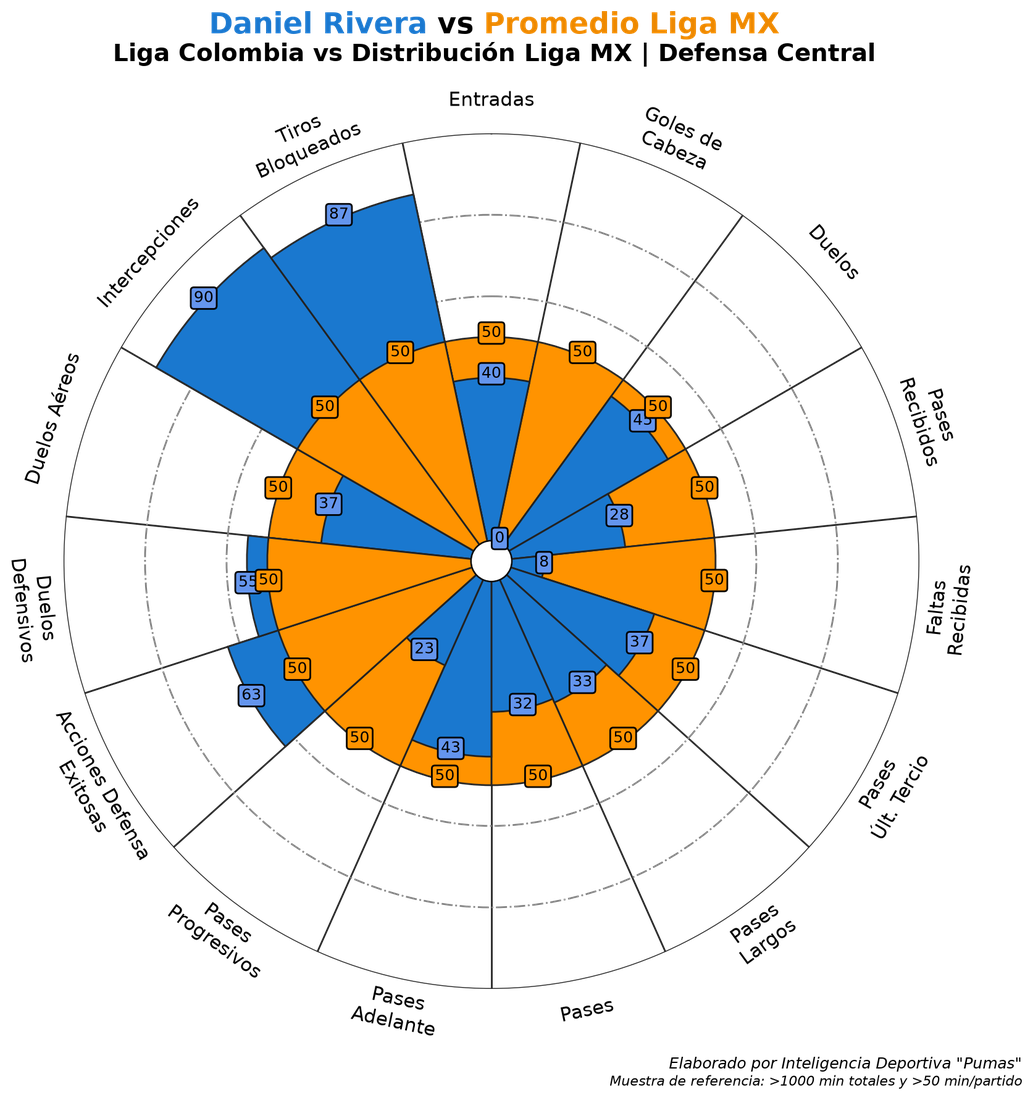 Daniel Rivera vs Promedio Liga MX
Liga Colombia vs Distribución Liga MX | Defensa Central
Entradas
Goles de
Cabeza
Duelos
Pases
Recibidos
Faltas
Recibidas
Pases
Últ. Tercio
Pases
Largos
Pases
Pases
Adelante
Pases
Progresivos
Acciones Defensa
Exitosas
Duelos
Defensivos
Duelos Aéreos
Intercepciones
Tiros
Bloqueados
50
40
50
0
50
45
50
28
50
8
50
37
50
33
50
32
50
43
50
23
50
63
50
55
50
37
50
90
50
87
Elaborado por Inteligencia Deportiva "Pumas"
Muestra de referencia: >1000 min totales y >50 min/partido